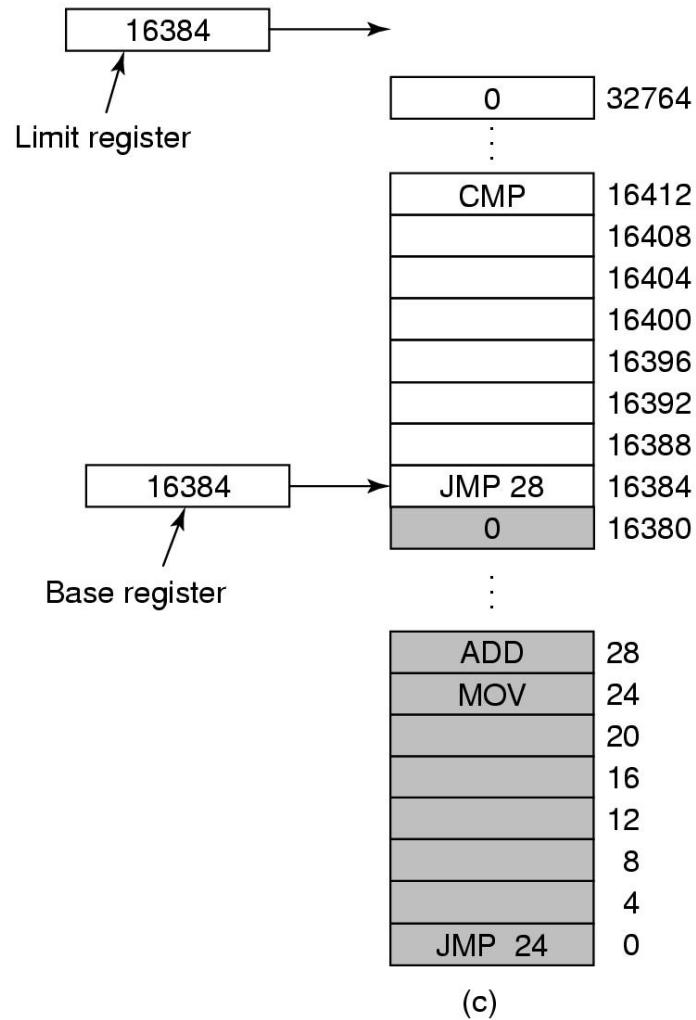 16384
Limit register
0 32764
CMP 16412
16408
16404
16400
16396
16392
16388
16384
JMP 28 16384
0 16380
Base register
ADD 28
MOV 24
20
16
12
8
4
JMP 24 0
(c)